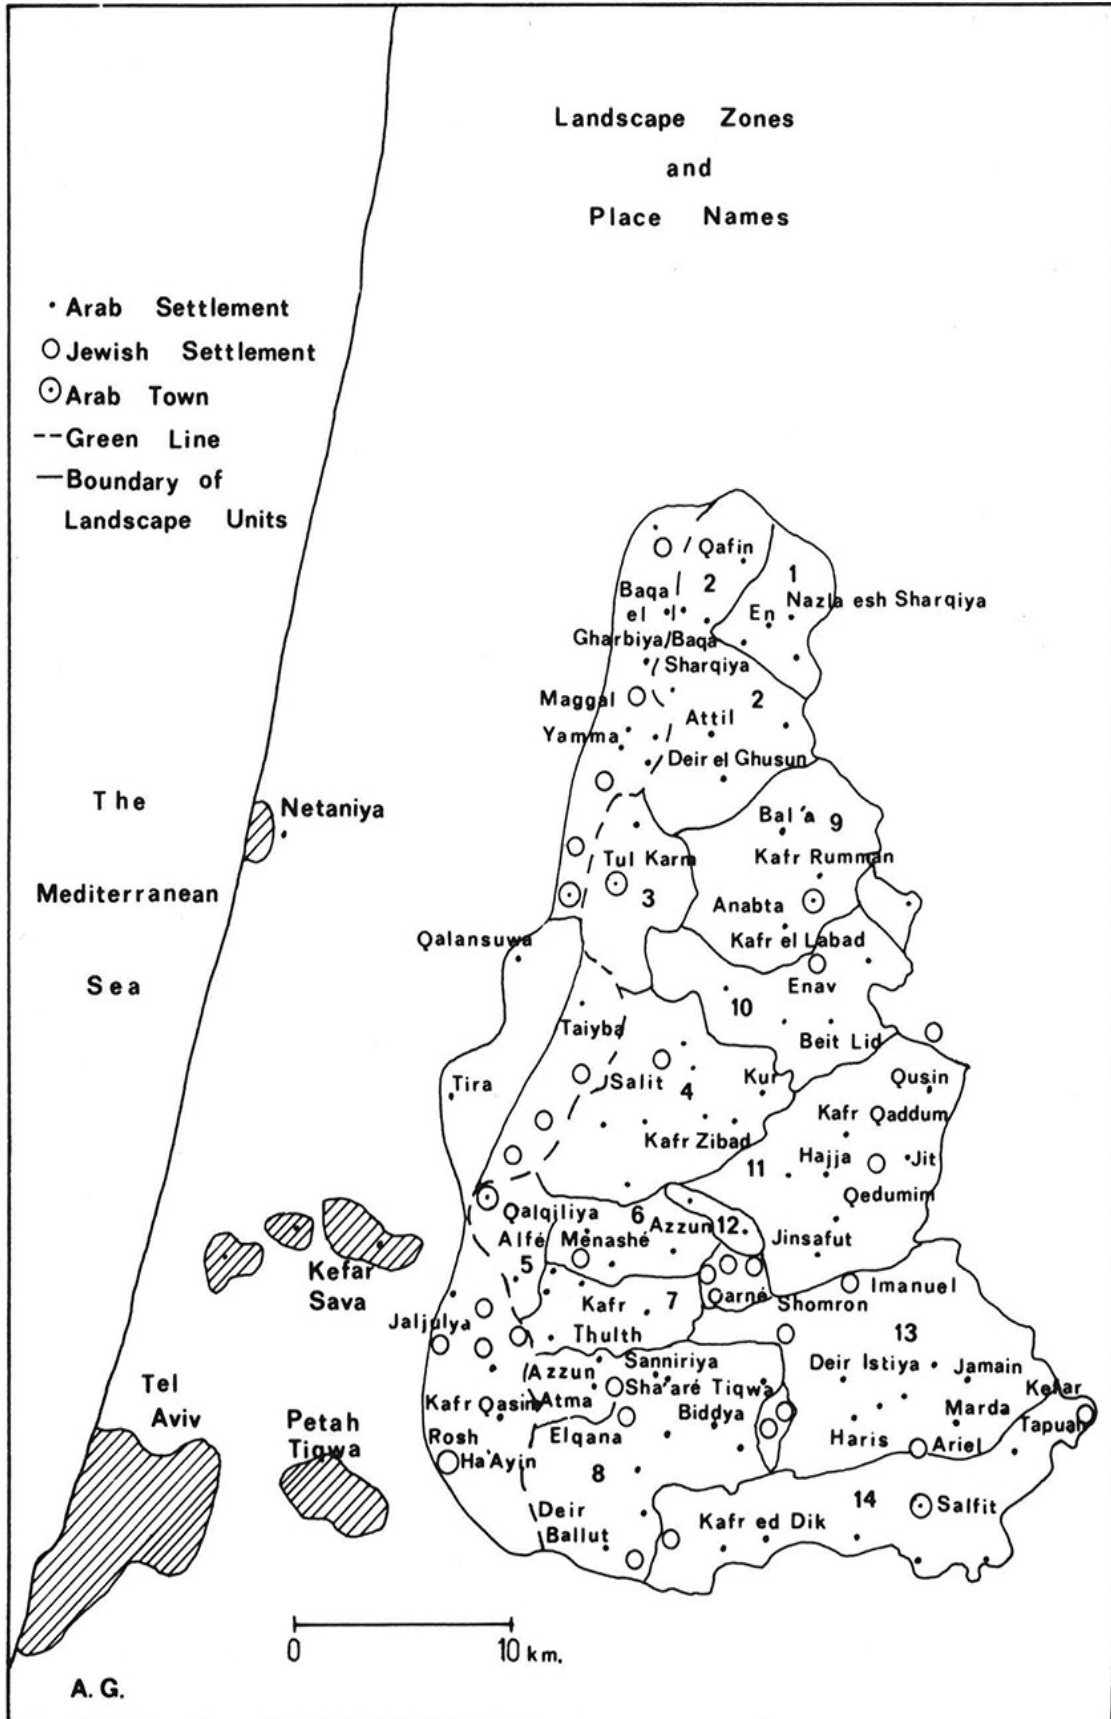 Landscape Zones
and
Place Names
Arab Settlement
Jewish Settlement
Arab Town
Green Line
Boundary of
Landscape Units
Qafin
1
2
Baqa
el
Gharbiya/Baqa
Sharqiya
En
Nazla esh Sharqiya
Maggal
2
Attil
Yamma
Deir el Ghusun
The
Mediterranean
Sea
Netaniya
Bal'a 9
Kafr Rumman
Tul Karm
3
Anabta
Kafr el Labad
Qalansuwa
Enav
10
Taiyba
Beit Lid
Tira
Salit
4
Kur
Qusin
Kafr Qaddum
Kafr Zibad
11
Hajja
Jit
Qedumim
Qalqiliya
6
Azzun
12
Jinsafut
Alfé
Menashé
5
Kefar
Sava
Imanuel
Kafr
Thulth
7
Qarné
Shomron
Jaljulya
13
Sanniriya
Deir Istiya
Jamain
Azzun
Atma
Sha'aré Tiqwa
Kefar
Tapuah
Tel
Aviv
Petah
Tiqwa
Kafr Qasim
Biddya
Marda
Rosh
Ha'Ayin
Elqana
Haris
Ariel
8
14
Salfit
Deir
Ballut
Kafr ed Dik
0
10 km.
A. G.